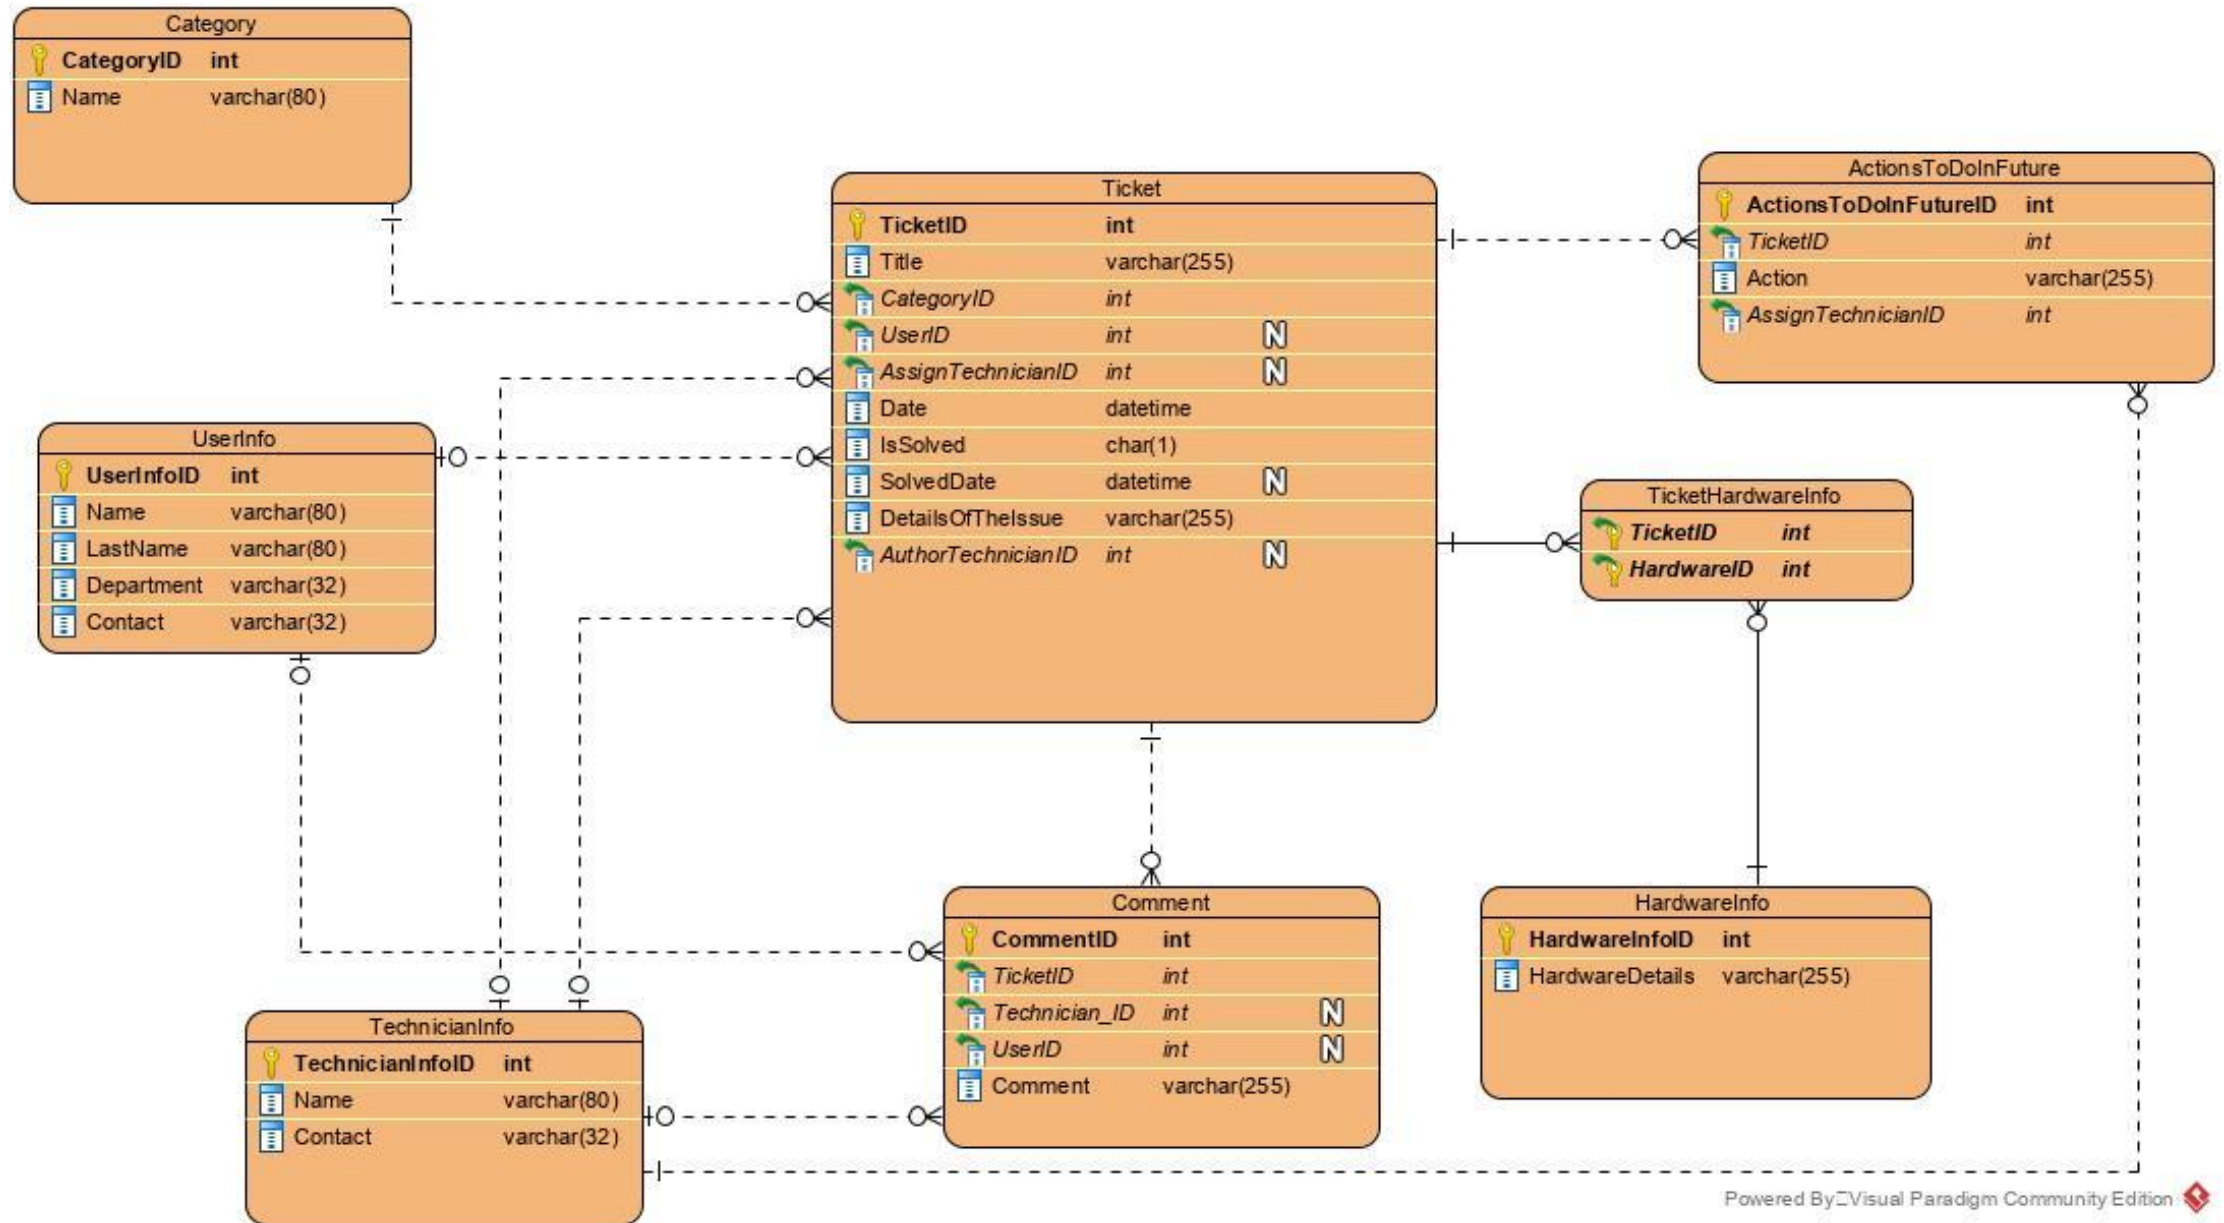 Category
CategoryID int
Name varchar(80)
Ticket
TicketID int
Title varchar(255)
CategoryID int
UserID int N
AssignTechnicianID int N
Date datetime
IsSolved char(1)
SolvedDate datetime N
DetailsOfTheIssue varchar(255)
AuthorTechnicianID int N
ActionsToDoInFuture
ActionsToDoInFutureID int
TicketID int
Action varchar(255)
AssignTechnicianID int
UserInfo
UserInfoID int
Name varchar(80)
LastName varchar(80)
Department varchar(32)
Contact varchar(32)
TicketHardwareInfo
TicketID int
HardwareID int
Comment
CommentID int
TicketID int
Technician_ID int N
UserID int N
Comment varchar(255)
HardwareInfo
HardwareInfoID int
HardwareDetails varchar(255)
TechnicianInfo
TechnicianInfoID int
Name varchar(80)
Contact varchar(32)
Powered By Visual Paradigm Community Edition